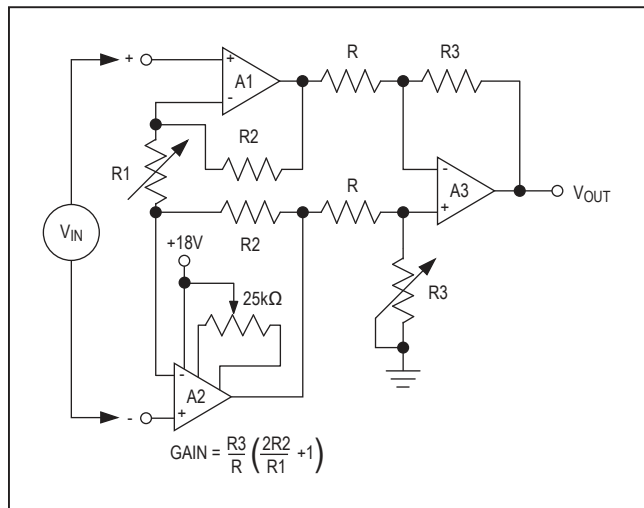 +
+
A1
-
R
R3
R2
R1
-
A3
+
VOUT
R
R2
VIN
+18V
25kΩ
R3
-
A2
+
-
GAIN = R3/R (2R2/R1 +1)